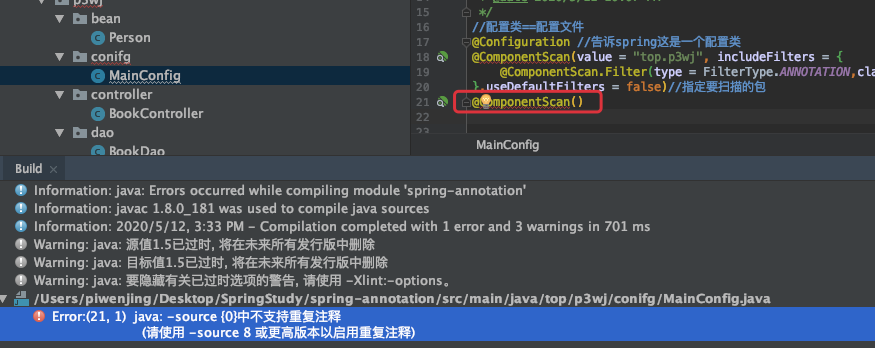 p3wj
bean
Person
conifg
MainConfig
controller
BookController
dao
BookDao
15 */
16 //配置类==配置文件
17 @Configuration //告诉spring这是一个配置类
18 @ComponentScan(value = "top.p3wj", includeFilters = {
19 @ComponentScan.Filter(type = FilterType.ANNOTATION,cla
20 },useDefaultFilters = false)//指定要扫描的包
21 @ComponentScan()
22
23
MainConfig
Build ×
Information: java: Errors occurred while compiling module 'spring-annotation'
Information: javac 1.8.0_181 was used to compile java sources
Information: 2020/5/12, 3:33 PM - Compilation completed with 1 error and 3 warnings in 701 ms
Warning: java: 源值1.5已过时, 将在未来所有发行版中删除
Warning: java: 目标值1.5已过时, 将在未来所有发行版中删除
Warning: java: 要隐藏有关已过时选项的警告, 请使用 -Xlint:-options。
/Users/piwenjing/Desktop/SpringStudy/spring-annotation/src/main/java/top/p3wj/conifg/MainConfig.java
Error:(21, 1) java: -source {0}中不支持重复注释
(请使用 -source 8 或更高版本以启用重复注释)